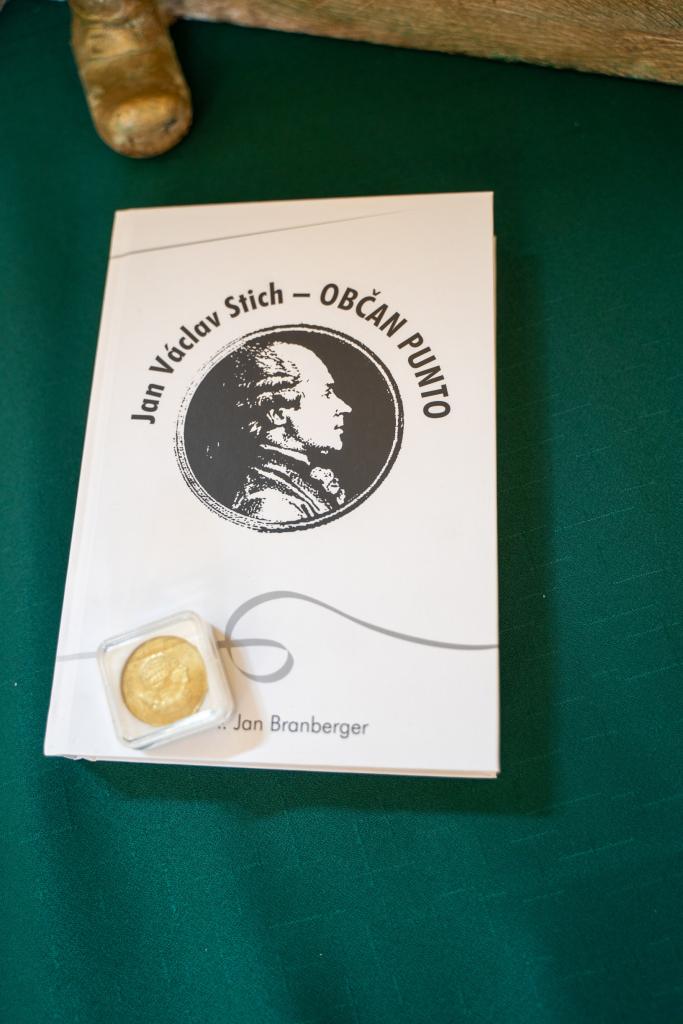 Jan Václav Stich – OBČAN PUNTO
Jan Branberger